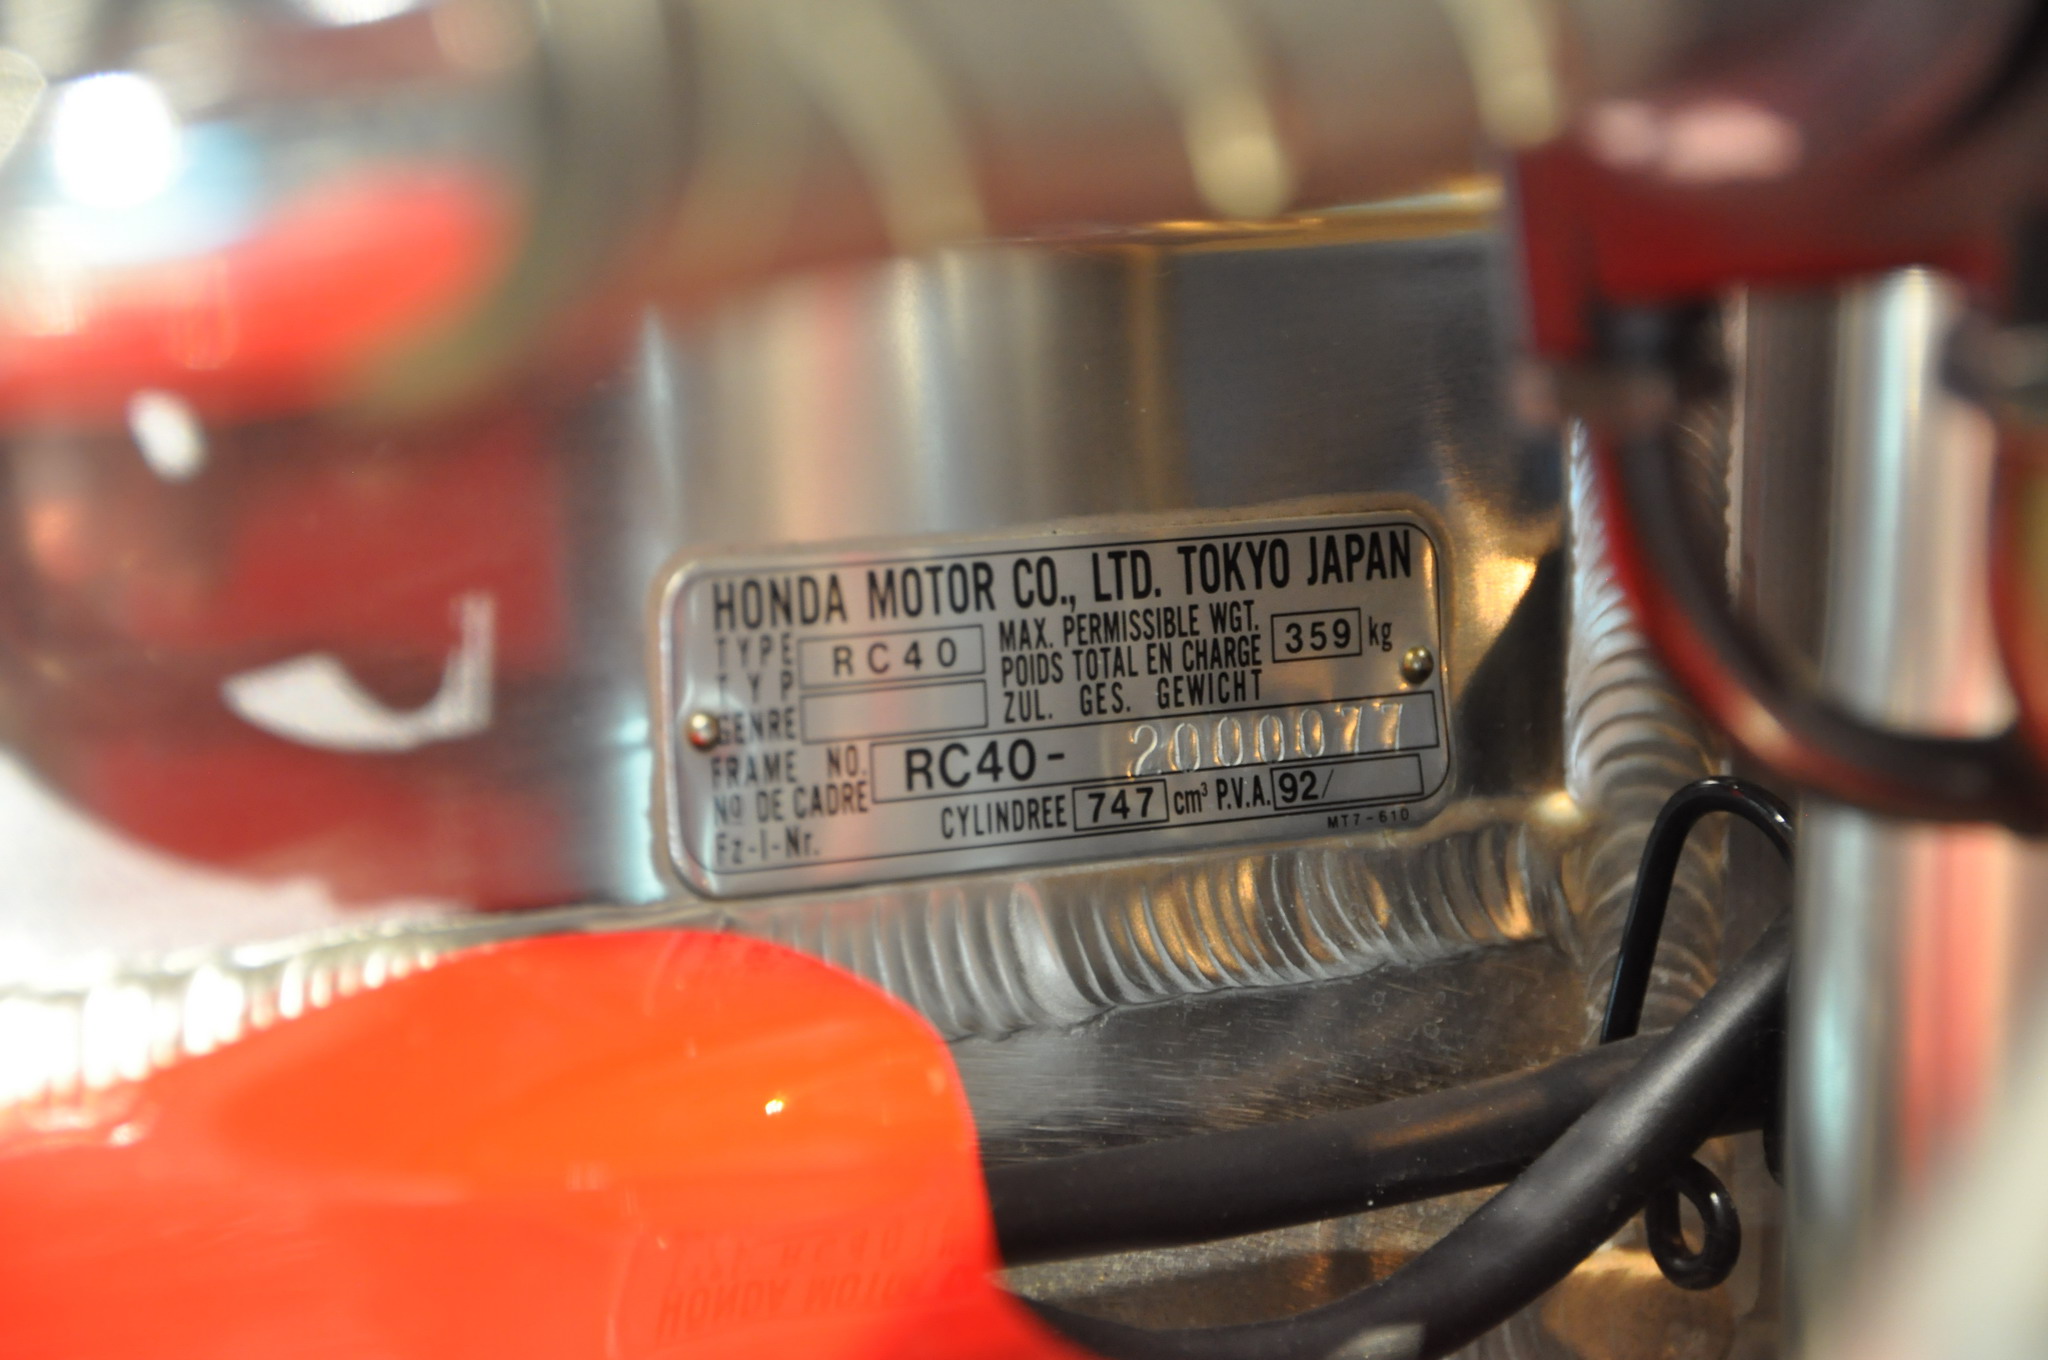 HONDA MOTOR CO., LTD. TOKYO JAPAN
TYPE RC40 MAX. PERMISSIBLE WGT. 359 kg
TYP POIDS TOTAL EN CHARGE
GENRE ZUL. GES. GEWICHT
FRAME NO. RC40- 2000077
Nº DE CADRE CYLINDREE 747 cm³ P.V.A. 92/
Fz-I-Nr. MT7-610